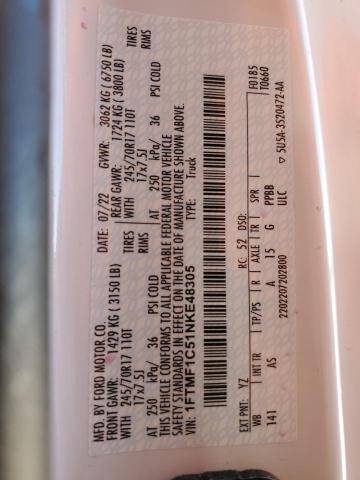 MFD. BY FORD MOTOR CO.
DATE: 07/22 GVWR: 3062 KG ( 6750 LB)
FRONT GAWR: 1429 KG ( 3150 LB) REAR GAWR: 1724 KG ( 3800 LB)
WITH 245/70R17 110T TIRES WITH 245/70R17 110T TIRES
17x7.5J RIMS 17x7.5J RIMS
AT 250 kPa/ 36 PSI COLD AT 250 kPa/ 36 PSI COLD
THIS VEHICLE CONFORMS TO ALL APPLICABLE FEDERAL MOTOR VEHICLE
SAFETY STANDARDS IN EFFECT ON THE DATE OF MANUFACTURE SHOWN ABOVE.
VIN: 1FTMF1C51NKE48305
TYPE: Truck
F0185
T0660
EXT PNT: YZ RC: 52 DSO:
WB INT TR TP/PS R AXLE TR SPR
141 AS A 15 G PPBB
2202207202800 ULC
5U5A-3520472-AA